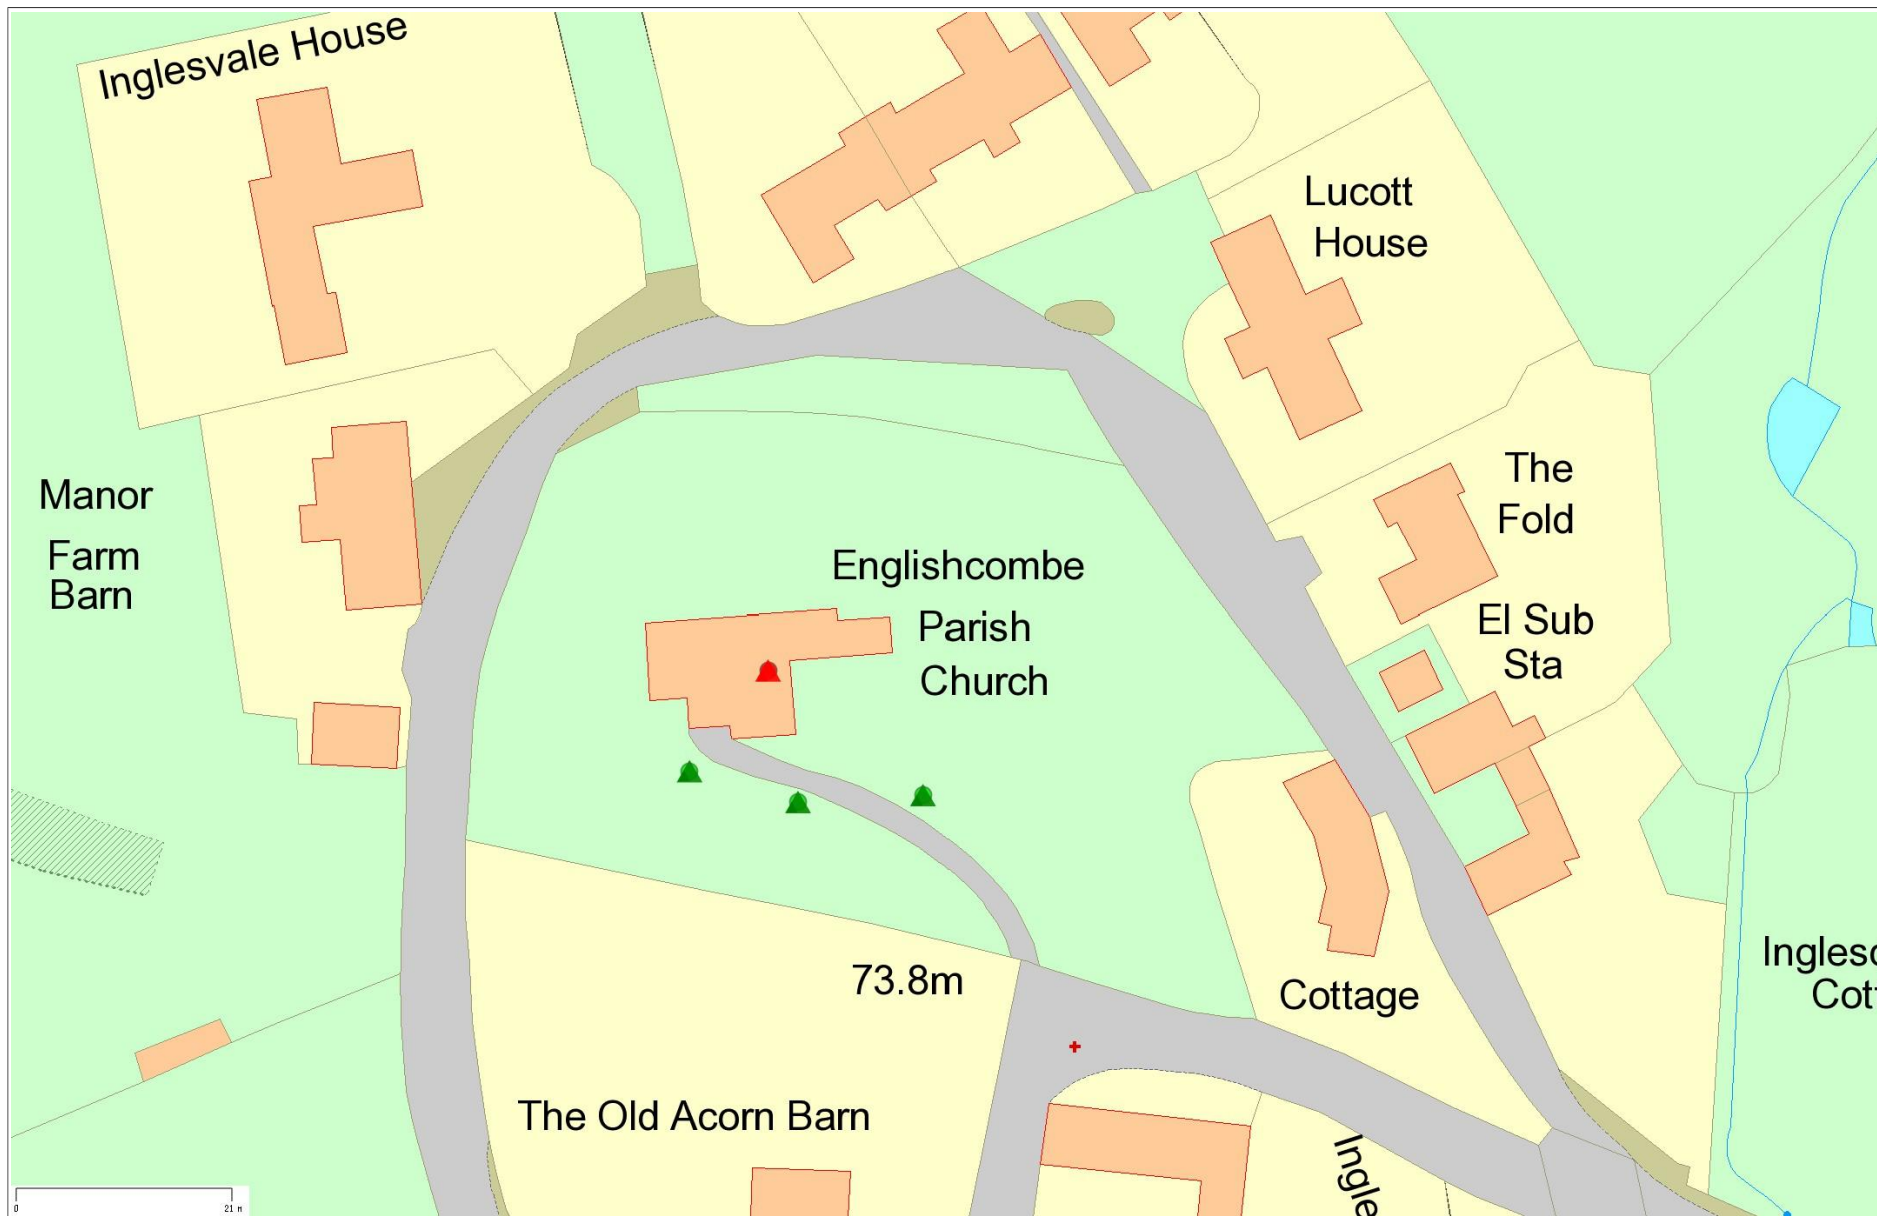 Inglesvale House
Lucott
House
Manor
Farm
Barn
The
Fold
Englishcombe
Parish
Church
El Sub
Sta
73.8m
Cottage
The Old Acorn Barn
0
21 m